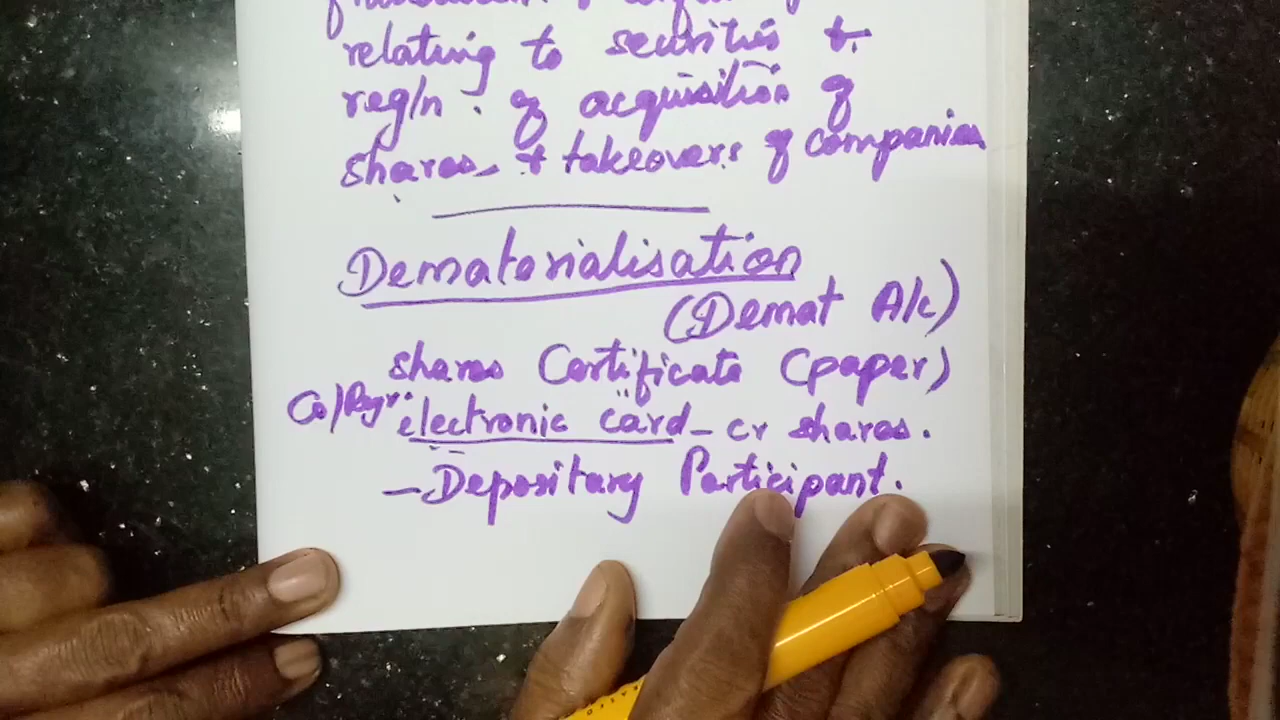 relating to securities &
regln. of acquisition of
shares & takeovers of companies
Dematerialisation
(Demat A/c)
shares Certificate (paper)
Co/Regr. electronic card - cr shares.
- Depositary Participant.